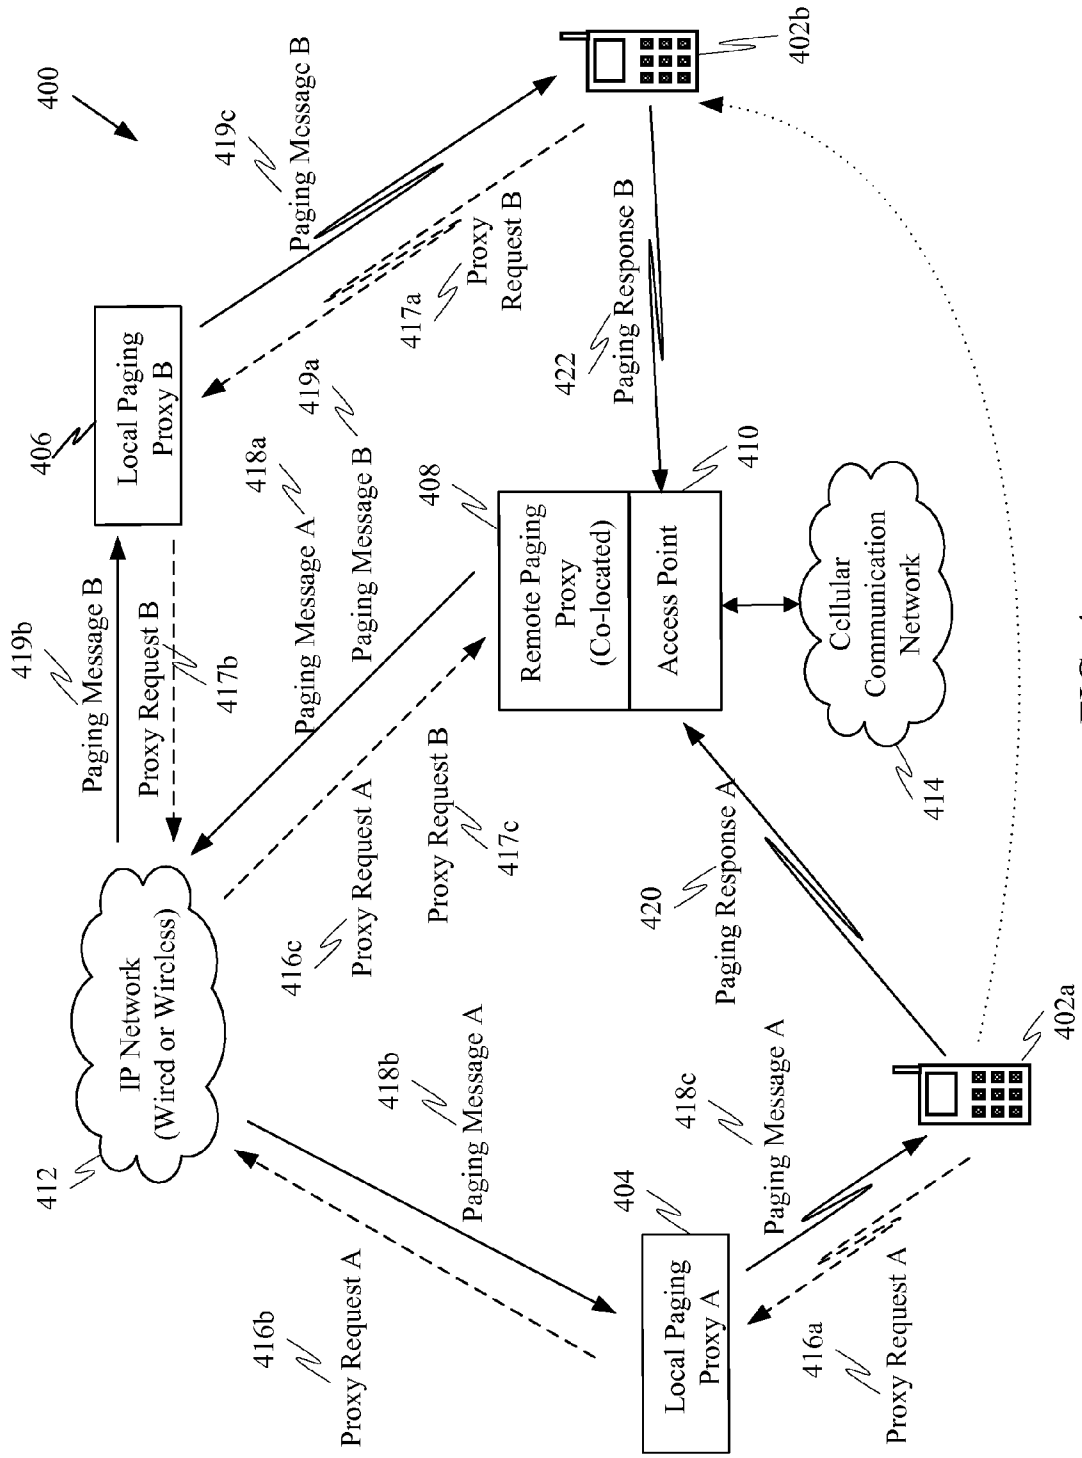 412
419b
406
400
Paging Message B
IP Network
(Wired or Wireless)
Proxy Request B
417b
Local Paging
Proxy B
419c
Paging Message B
416b
Proxy Request A
416c
Proxy Request A
418a
Paging Message A
419a
Paging Message B
418b
Paging Message A
Proxy Request B
417c
408
417a
Proxy
Request B
404
Local Paging
Proxy A
420
Paging Response A
Remote Paging
Proxy
(Co-located)
Access Point
422
Paging Response B
410
418c
Paging Message A
416a
Proxy Request A
414
Cellular
Communication
Network
402b
402a